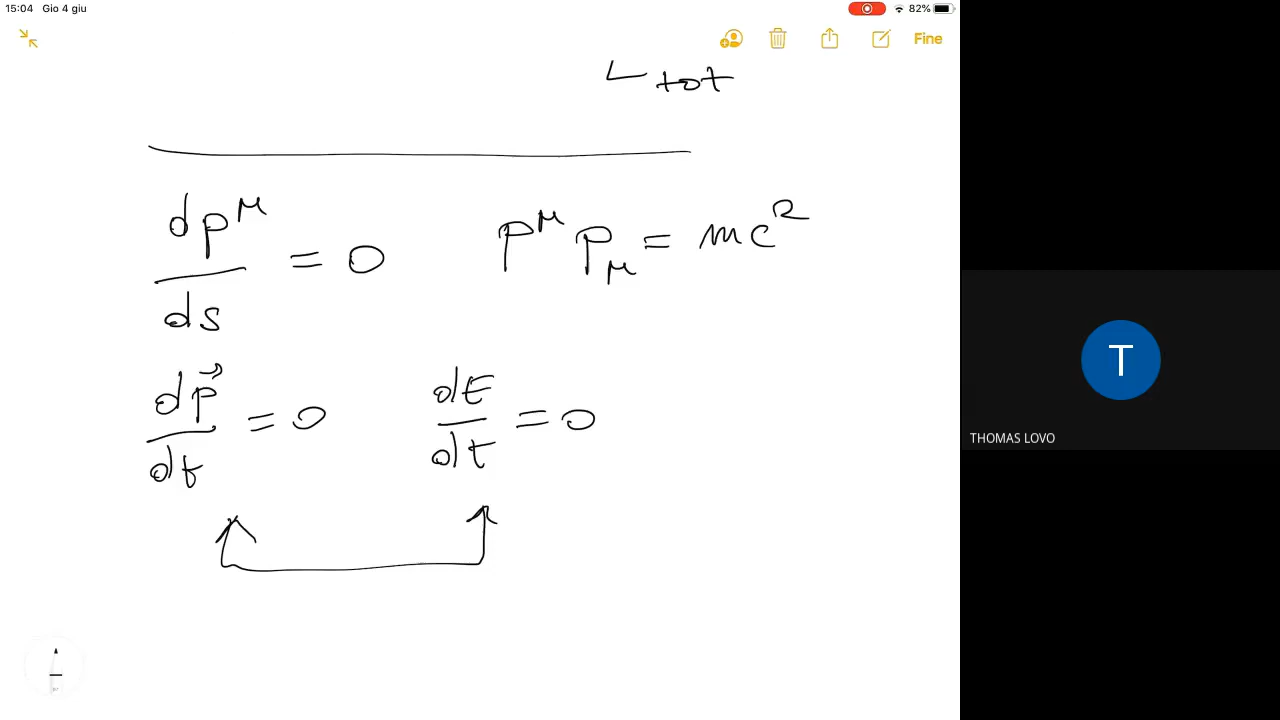 15:04 Gio 4 giu 82%
Fine
L_tot
dp^μ/ds = 0 p^μ p_μ = mc^2
dp⃗/dt = 0 dE/dt = 0
T
THOMAS LOVO